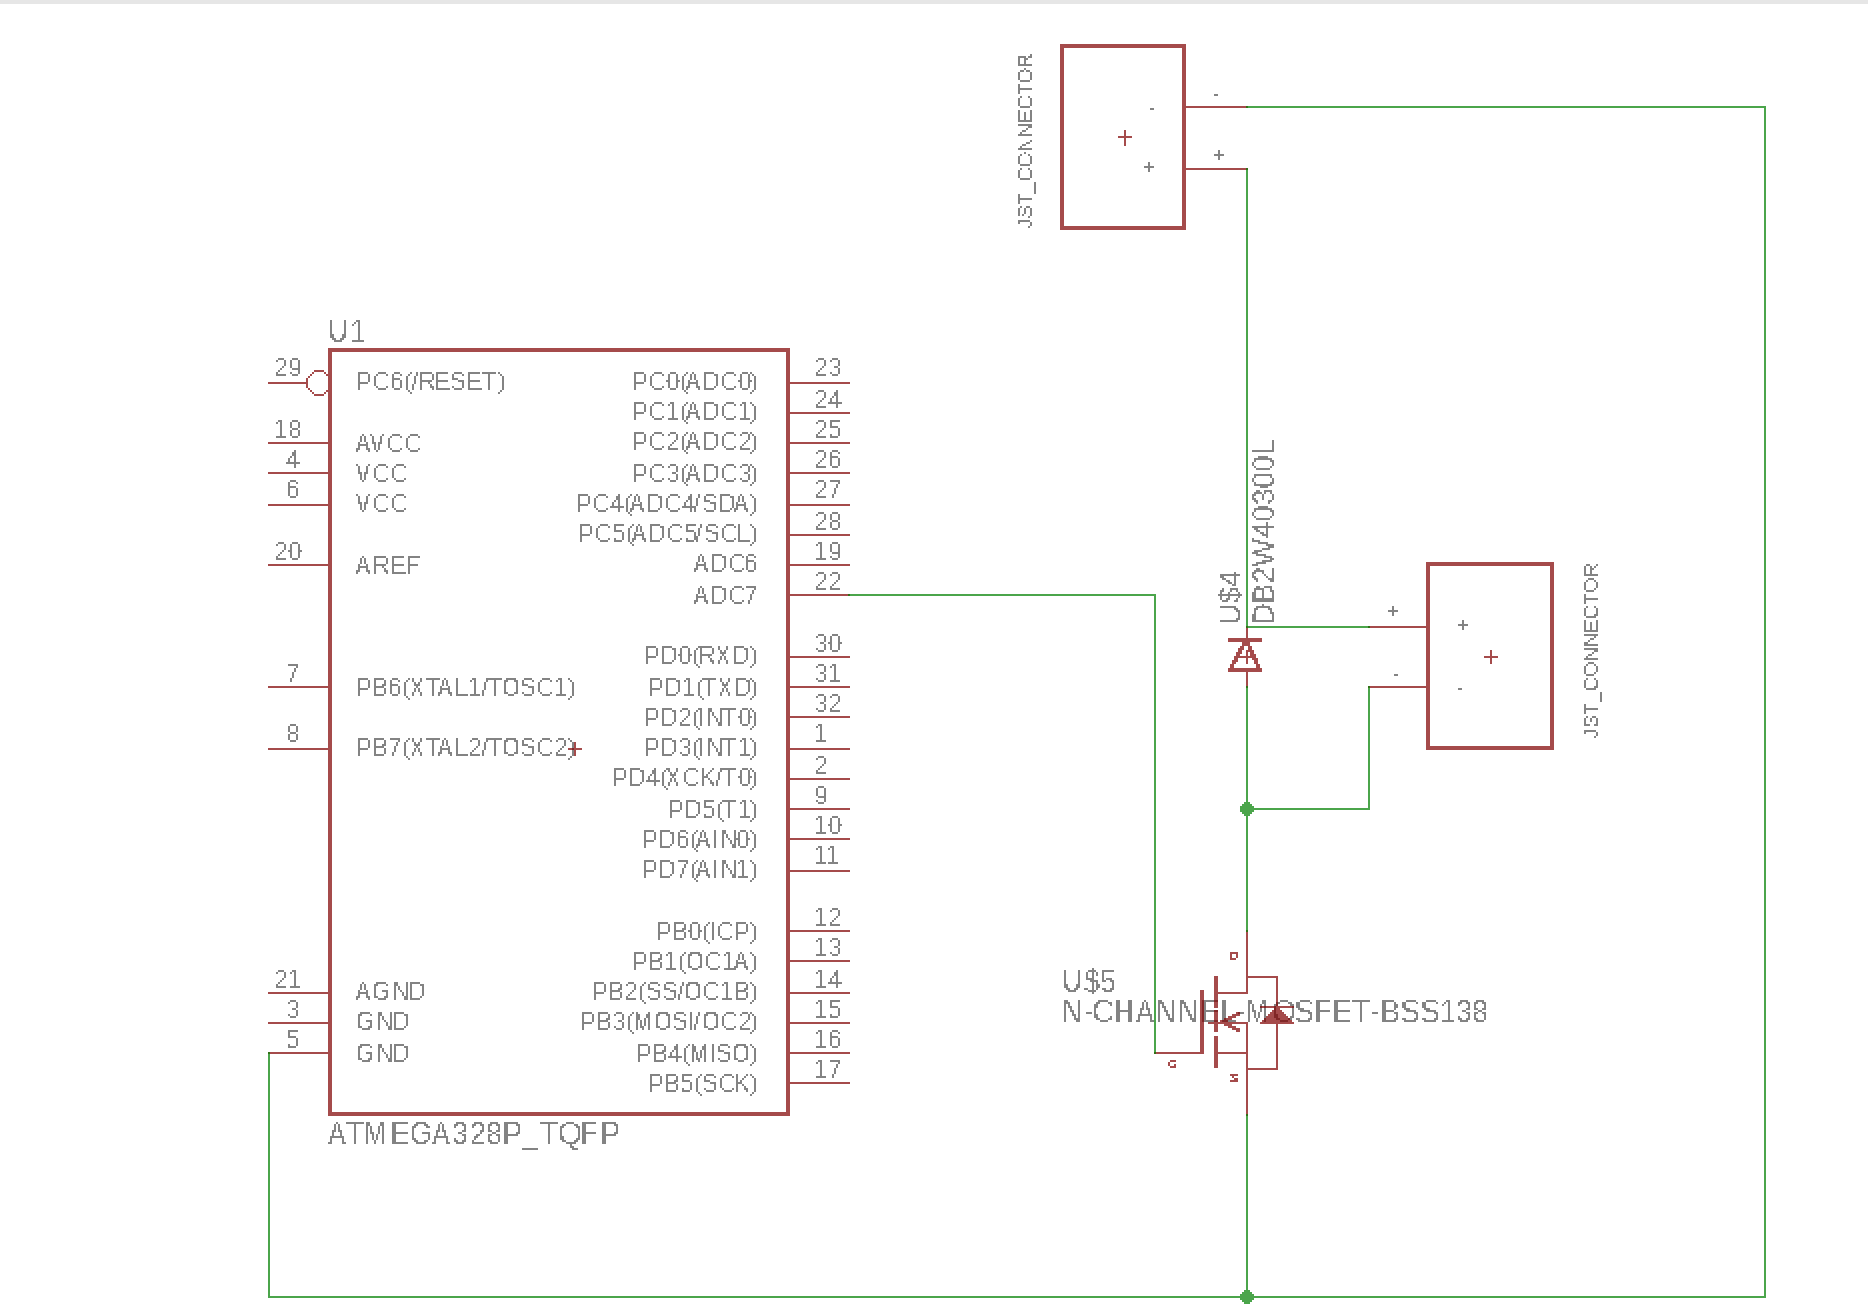 JST_CONNECTOR
-
-
+
+
U1
29 PC6(/RESET) PC0(ADC0) 23
PC1(ADC1) 24
18 AVCC PC2(ADC2) 25
4 VCC PC3(ADC3) 26
6 VCC PC4(ADC4/SDA) 27
PC5(ADC5/SCL) 28
20 AREF ADC6 19
ADC7 22
U$4
DB2W40300L
+
+
-
-
JST_CONNECTOR
PD0(RXD) 30
7 PB6(XTAL1/TOSC1) PD1(TXD) 31
PD2(INT0) 32
8 PB7(XTAL2/TOSC2) PD3(INT1) 1
PD4(XCK/T0) 2
PD5(T1) 9
PD6(AIN0) 10
PD7(AIN1) 11
PB0(ICP) 12
PB1(OC1A) 13
21 AGND PB2(SS/OC1B) 14
3 GND PB3(MOSI/OC2) 15
5 GND PB4(MISO) 16
PB5(SCK) 17
ATMEGA328P_TQFP
D
U$5
N-CHANNEL-MOSFET-BSS138
G